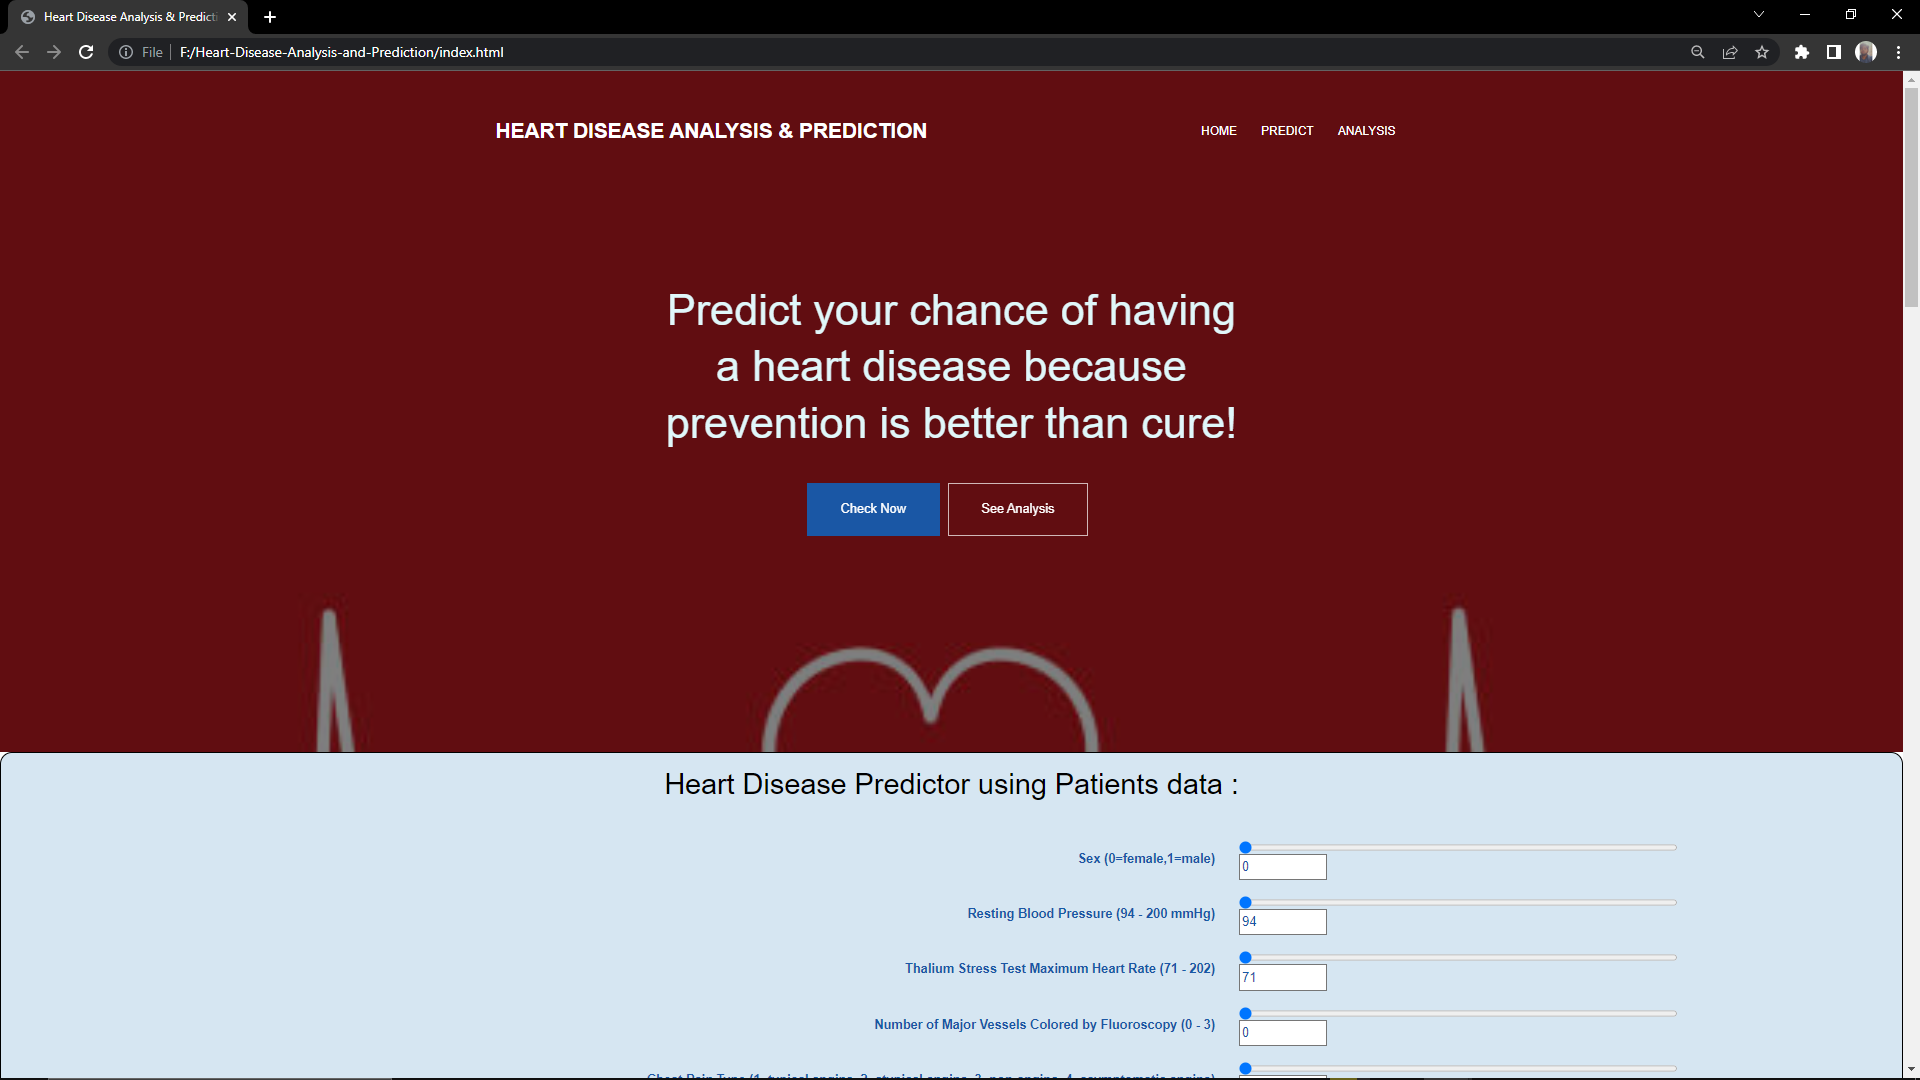 Heart Disease Analysis & Predicti
File
F:/Heart-Disease-Analysis-and-Prediction/index.html
HEART DISEASE ANALYSIS & PREDICTION
HOME
PREDICT
ANALYSIS
Predict your chance of having
a heart disease because
prevention is better than cure!
Check Now
See Analysis
Heart Disease Predictor using Patients data :
Sex (0=female,1=male)
0
Resting Blood Pressure (94 - 200 mmHg)
94
Thalium Stress Test Maximum Heart Rate (71 - 202)
71
Number of Major Vessels Colored by Fluoroscopy (0 - 3)
0